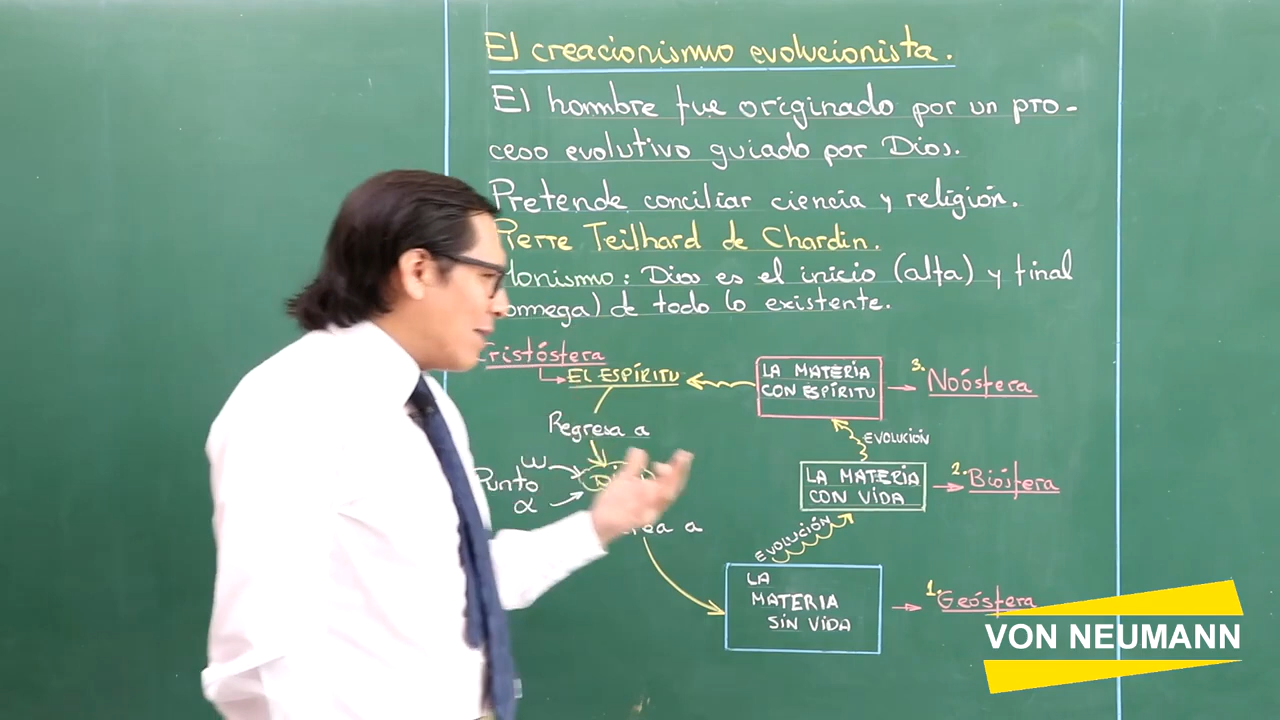 El creacionismo evolucionista.
El hombre fue originado por un pro-
ceso evolutivo guiado por Dios.
Pretende conciliar ciencia y religión.
Pierre Teilhard de Chardin.
Monismo: Dios es el inicio (alfa) y final
(omega) de todo lo existente.
Cristósfera
EL ESPÍRITU
LA MATERIA
CON ESPÍRITU
3. Noósfera
Regresa a
EVOLUCIÓN
ω
Punto
α
LA MATERIA
CON VIDA
2. Biósfera
EVOLUCIÓN
LA
MATERIA
SIN VIDA
1. Geósfera
VON NEUMANN